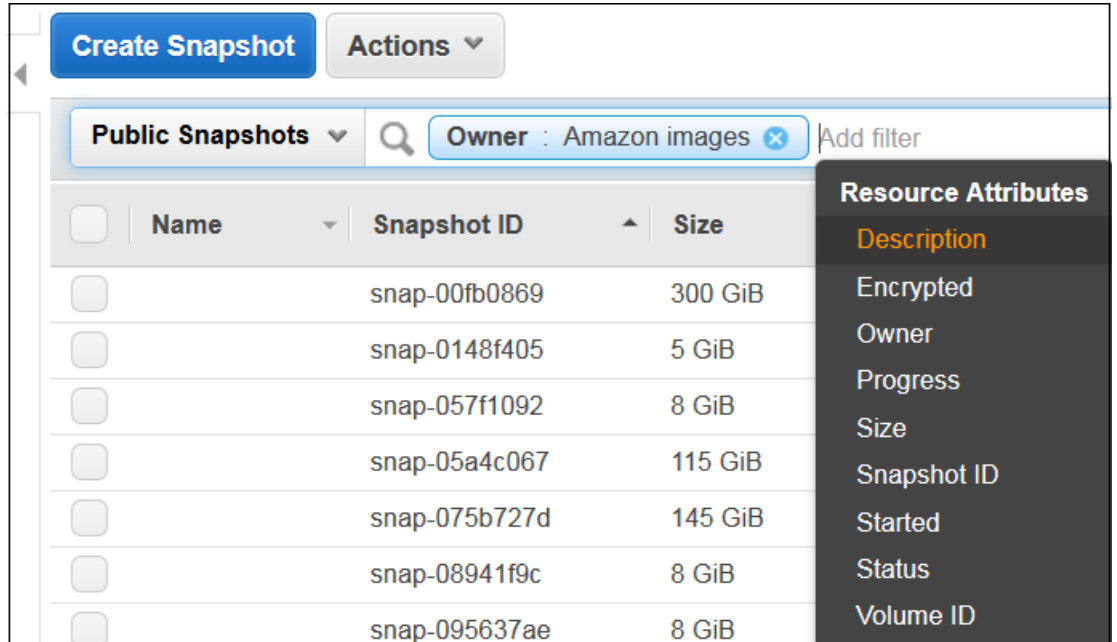 Create Snapshot Actions
Public Snapshots Owner : Amazon images Add filter
Resource Attributes
Name Snapshot ID Size
Description
snap-00fb0869 300 GiB Encrypted
Owner
snap-0148f405 5 GiB
Progress
snap-057f1092 8 GiB
Size
snap-05a4c067 115 GiB
Snapshot ID
snap-075b727d 145 GiB Started
snap-08941f9c 8 GiB Status
Volume ID
snap-095637ae 8 GiB